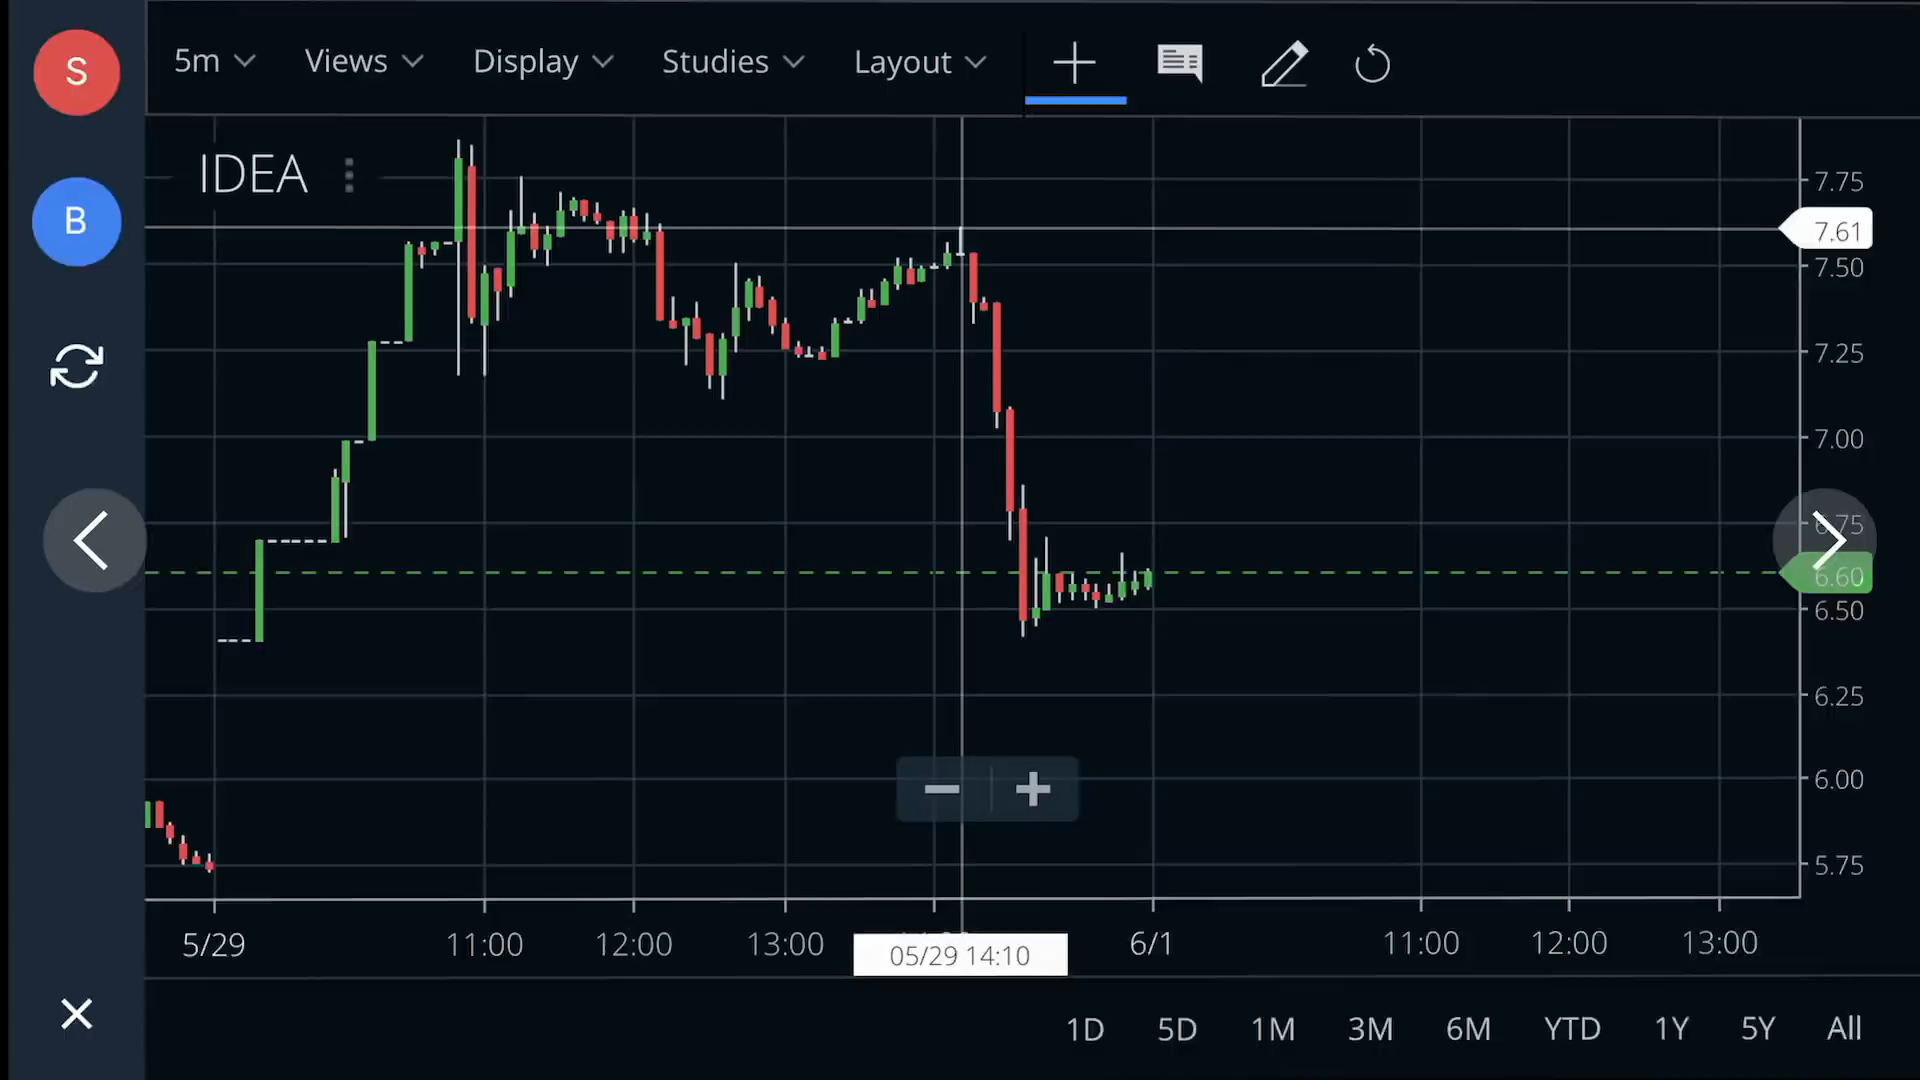 S
5m Views Display Studies Layout
B
IDEA
7.75
7.61
7.50
7.25
7.00
6.75
6.60
6.50
6.25
6.00
5.75
5/29 11:00 12:00 13:00 05/29 14:10 6/1 11:00 12:00 13:00
1D 5D 1M 3M 6M YTD 1Y 5Y All